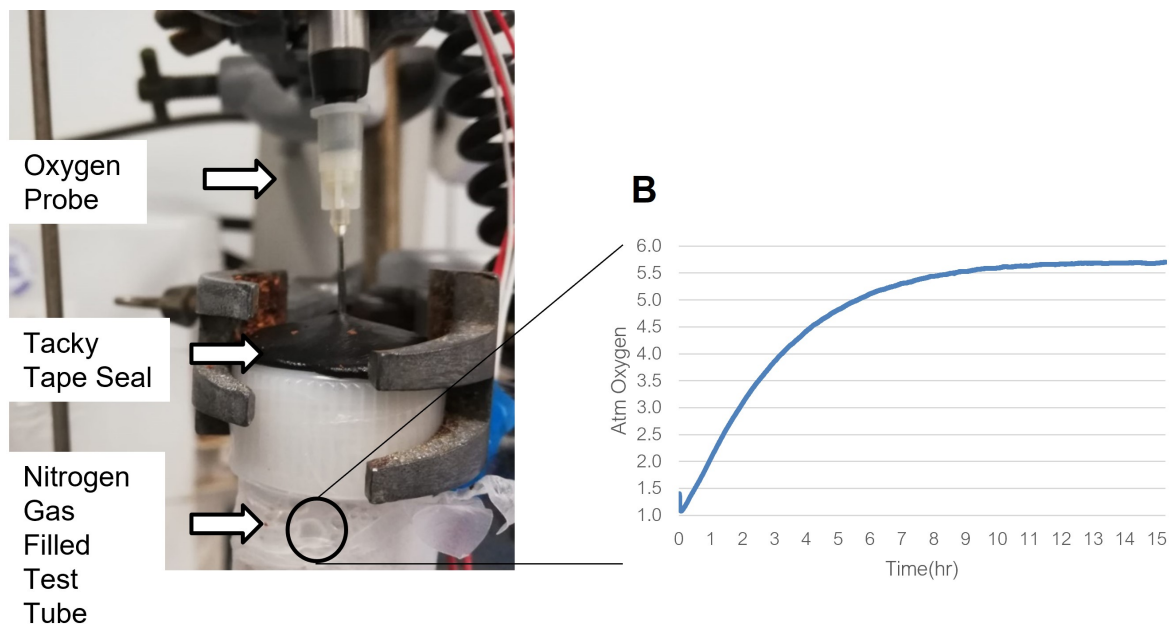 Oxygen
Probe
Tacky
Tape Seal
Nitrogen
Gas
Filled
Test
Tube
B
6.0
5.5
5.0
4.5
4.0
3.5
3.0
2.5
2.0
1.5
1.0
Atm Oxygen
0 1 2 3 4 5 6 7 8 9 10 11 12 13 14 15
Time(hr)